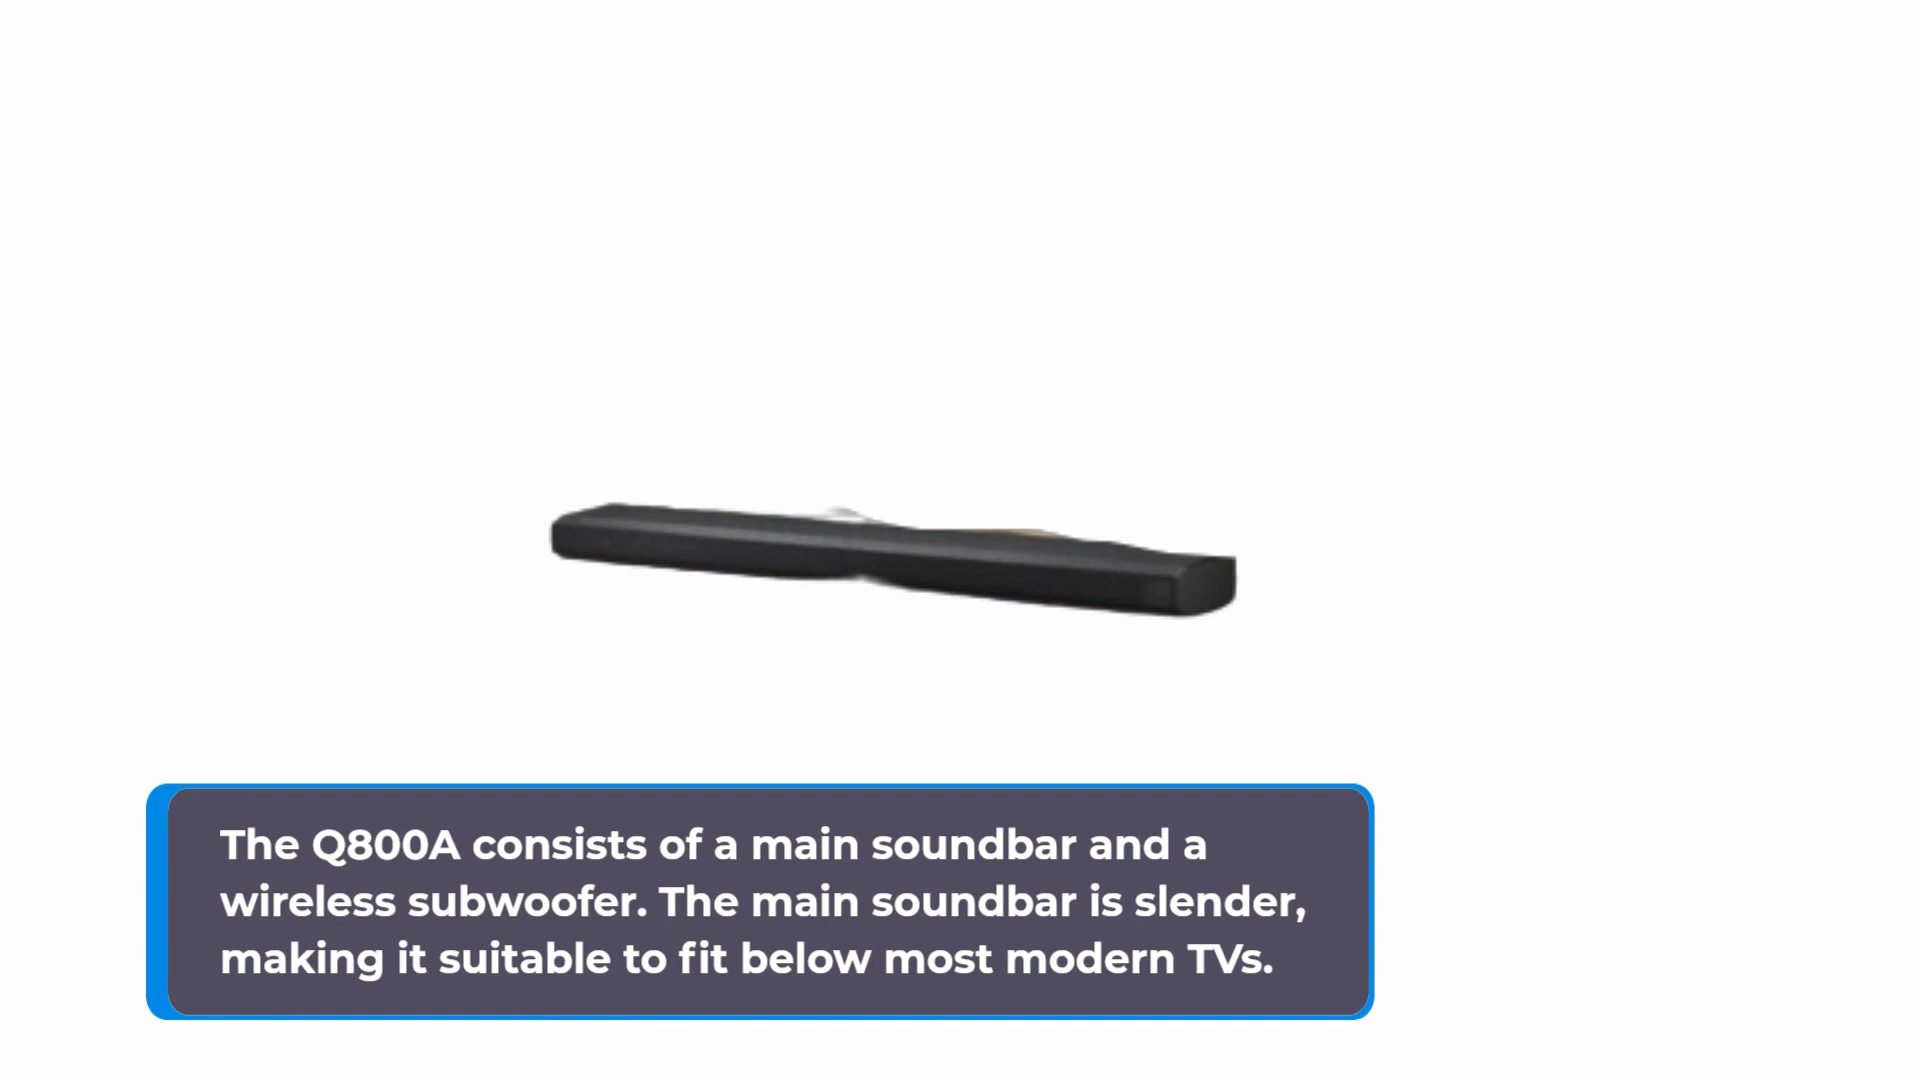 The Q800A consists of a main soundbar and a
wireless subwoofer. The main soundbar is slender,
making it suitable to fit below most modern TVs.